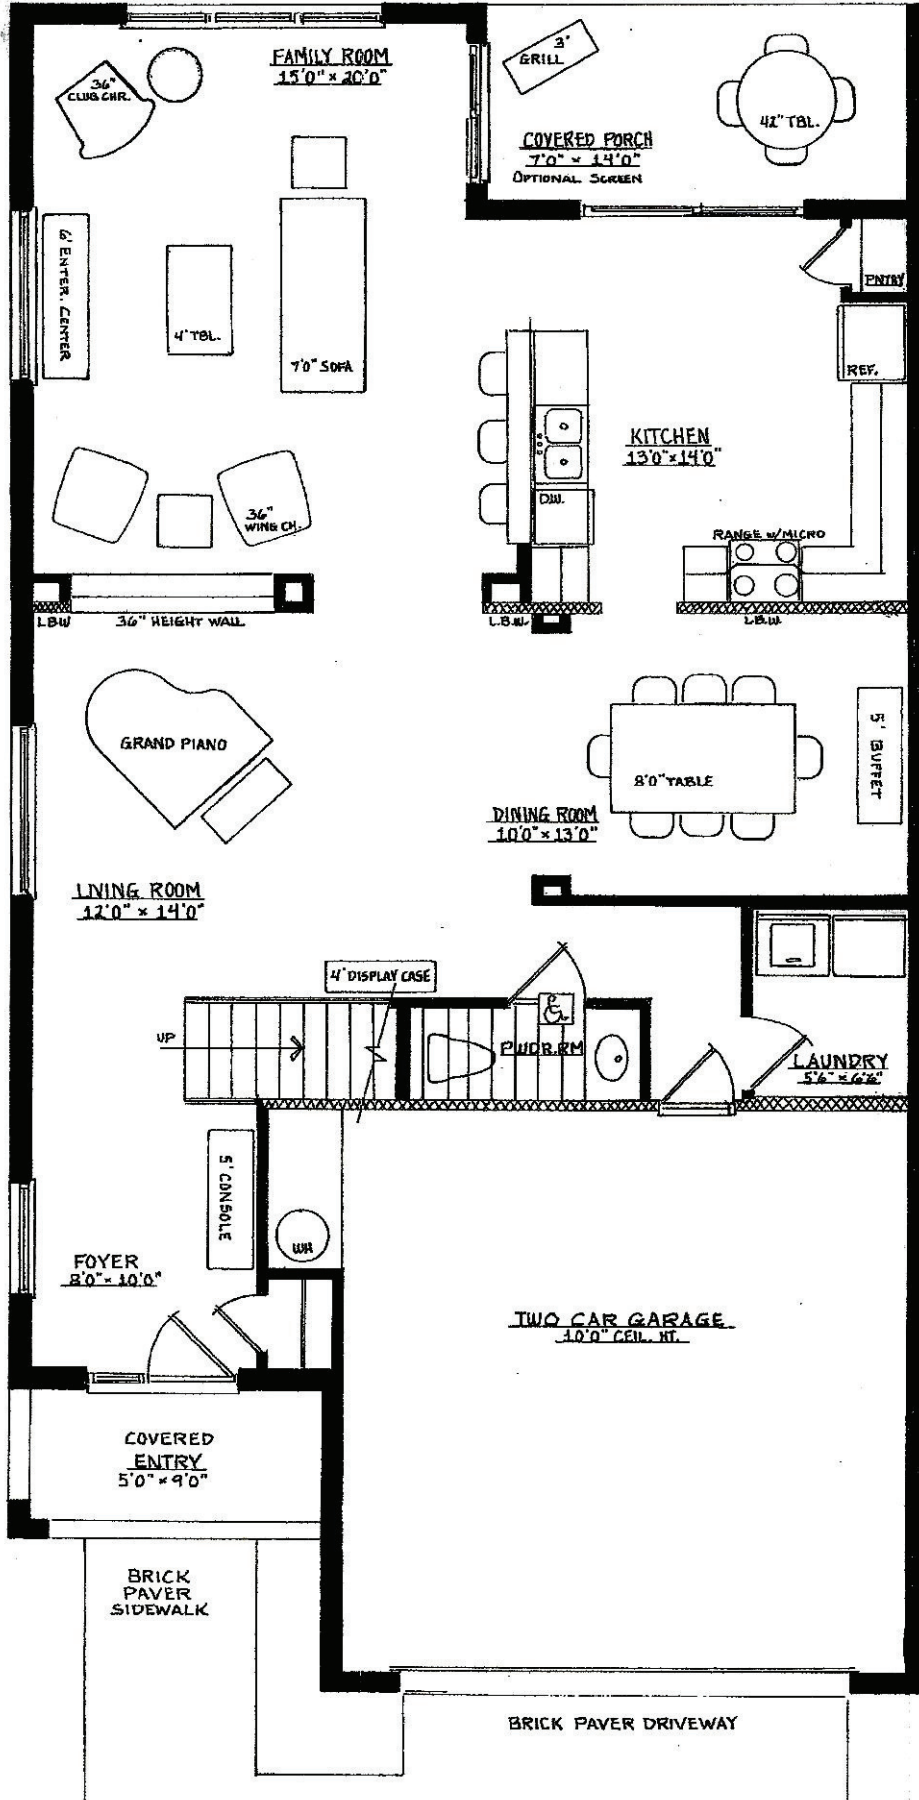 FAMILY ROOM
15'0" × 20'0"
36"
CLUB CHR.
3'
GRILL
42" TBL.
COVERED PORCH
7'0" × 14'0"
OPTIONAL SCREEN
6' ENTER. CENTER
4' TBL.
7'0" SOFA
PNTRY
REF.
KITCHEN
13'0" × 14'0"
D.W.
36"
WING CH.
RANGE w/MICRO
L.B.W
36" HEIGHT WALL
L.B.W.
L.B.W.
GRAND PIANO
8'0" TABLE
5' BUFFET
DINING ROOM
10'0" × 13'0"
LIVING ROOM
12'0" × 14'0"
4' DISPLAY CASE
UP
PWDR. RM
LAUNDRY
5'6" × 6'6"
5' CONSOLE
WH
FOYER
8'0" × 10'0"
TWO CAR GARAGE
10'0" CEIL. HT.
COVERED
ENTRY
5'0" × 9'0"
BRICK
PAVER
SIDEWALK
BRICK PAVER DRIVEWAY